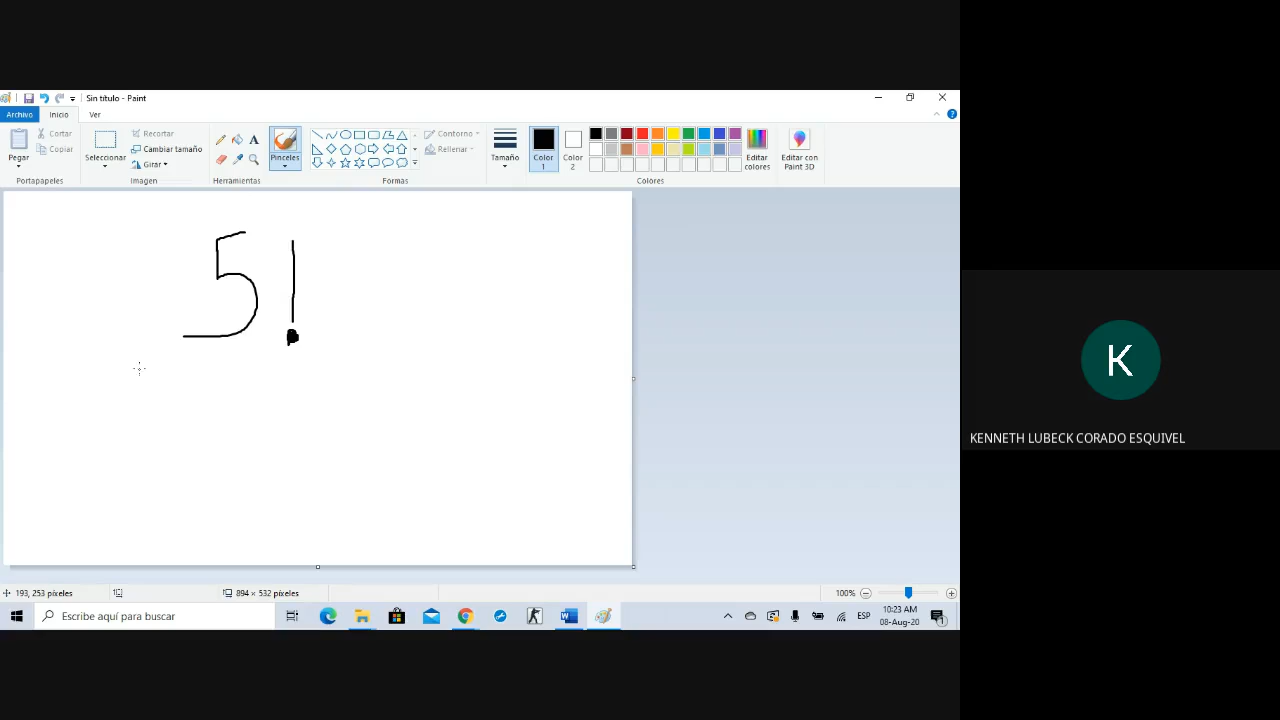 Sin título - Paint
Archivo Inicio Ver
Pegar
Cortar
Copiar
Portapapeles
Seleccionar
Recortar
Cambiar tamaño
Girar
Imagen
A
Herramientas
Pinceles
Contorno
Rellenar
Formas
Tamaño
Color 1
Color 2
Editar colores
Colores
Editar con Paint 3D
5!
K
KENNETH LUBECK CORADO ESQUIVEL
193, 253 píxeles
894 × 532 píxeles
100%
Escribe aquí para buscar
ESP
10:23 AM
08-Aug-20
1